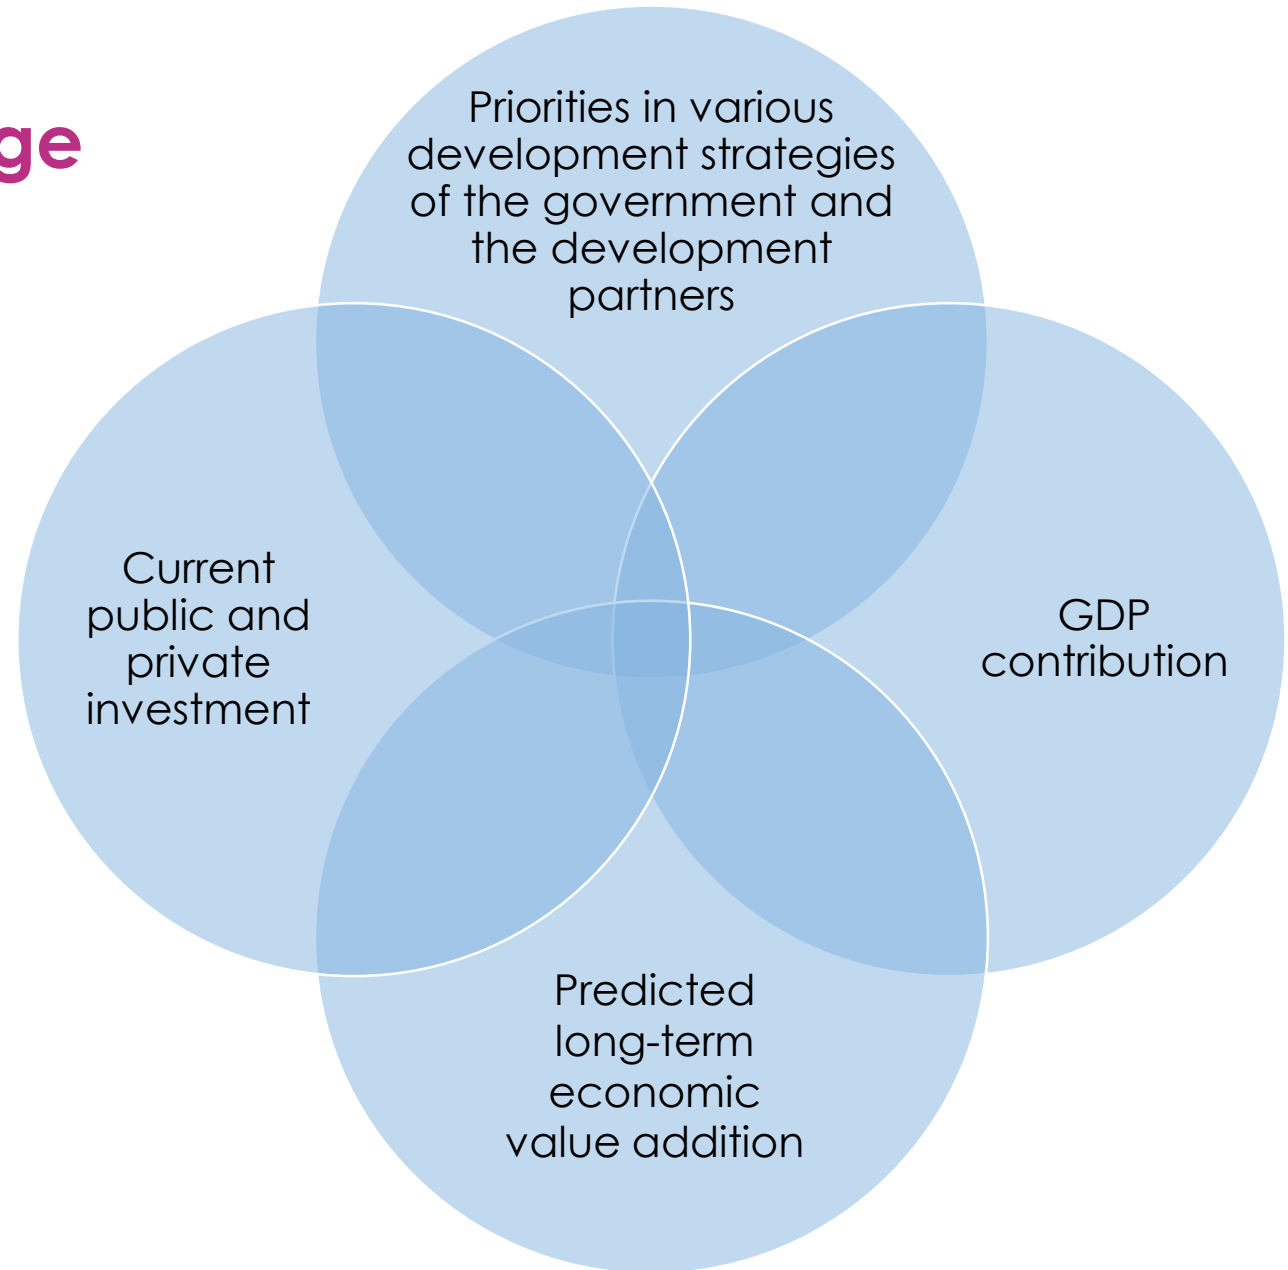 ge
Priorities in various
development strategies
of the government and
the development
partners
Current
public and
private
investment
GDP
contribution
Predicted
long-term
economic
value addition